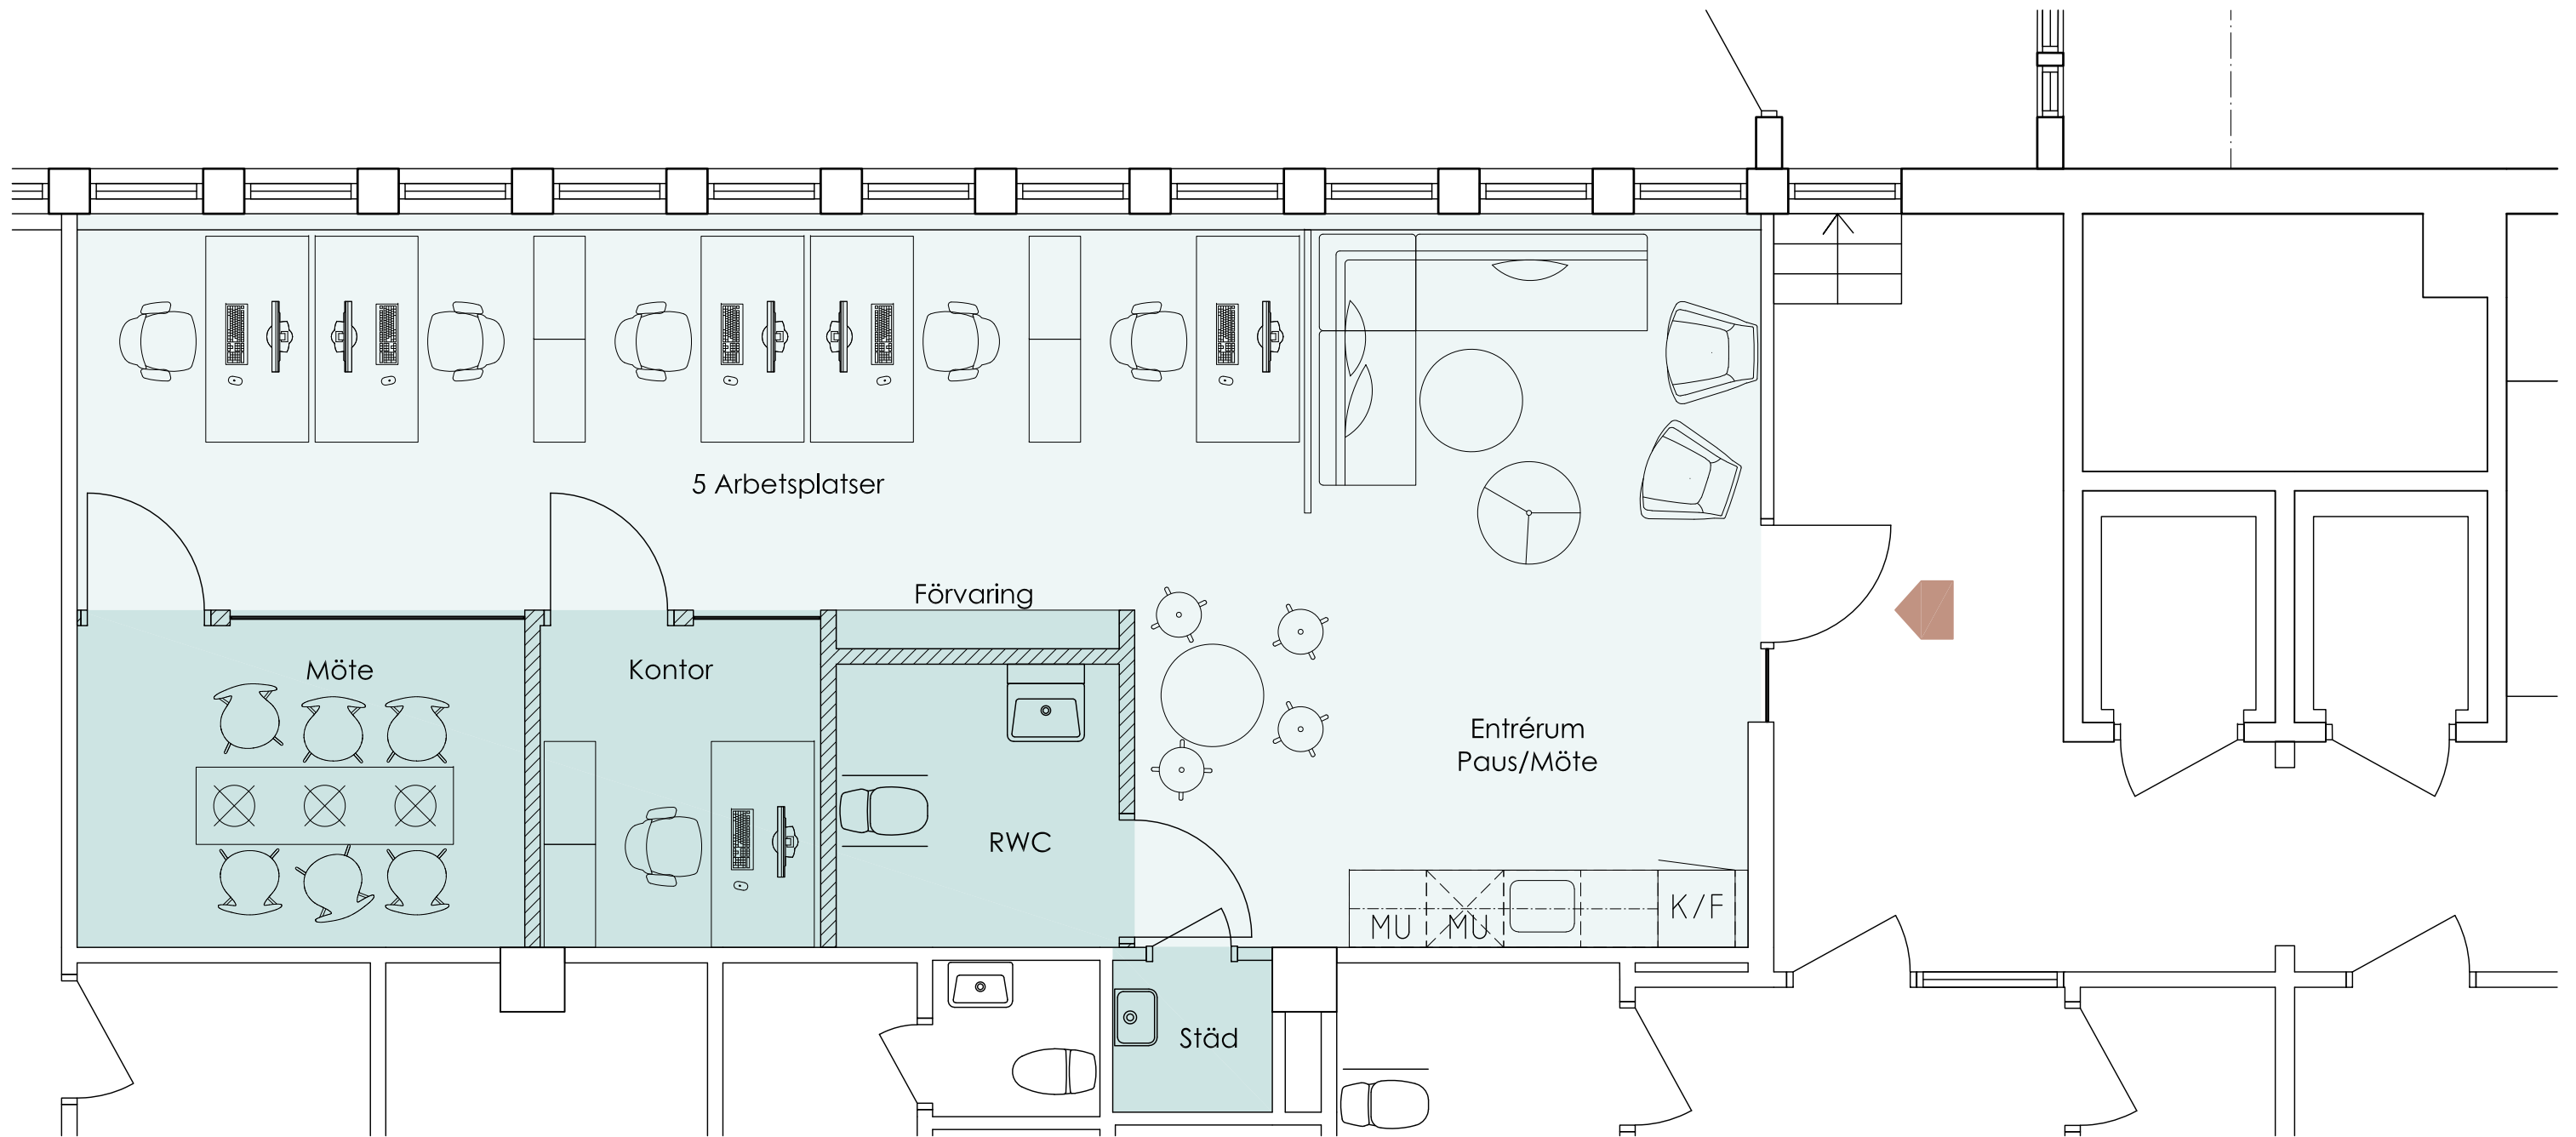 5 Arbetsplatser
Förvaring
Möte
Kontor
Entrérum
Paus/Möte
RWC
MU
MU
K/F
Städ